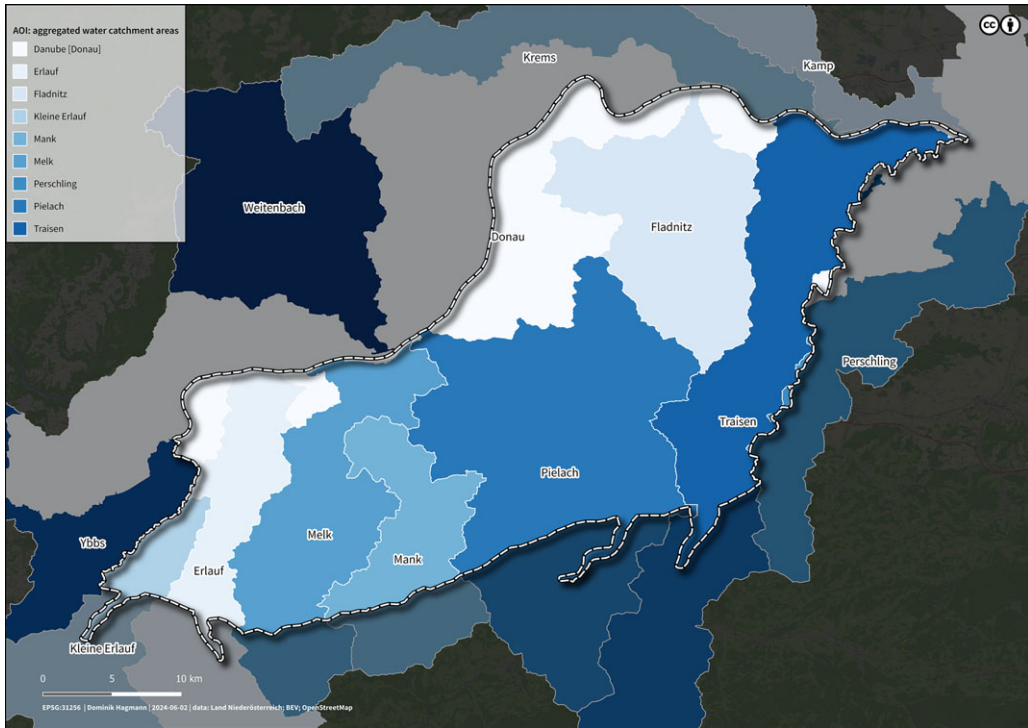 AOI: aggregated water catchment areas
Danube [Donau]
Erlauf
Fladnitz
Kleine Erlauf
Mank
Melk
Perschling
Pielach
Traisen
cc
Krems
Kamp
Weitenbach
Donau
Fladnitz
Perschling
Traisen
Pielach
Melk
Mank
Ybbs
Erlauf
Kleine Erlauf
0 5 10 km
EPSG:31256 | Dominik Hagmann | 2024-06-02 | data: Land Niederösterreich; BEV; OpenStreetMap